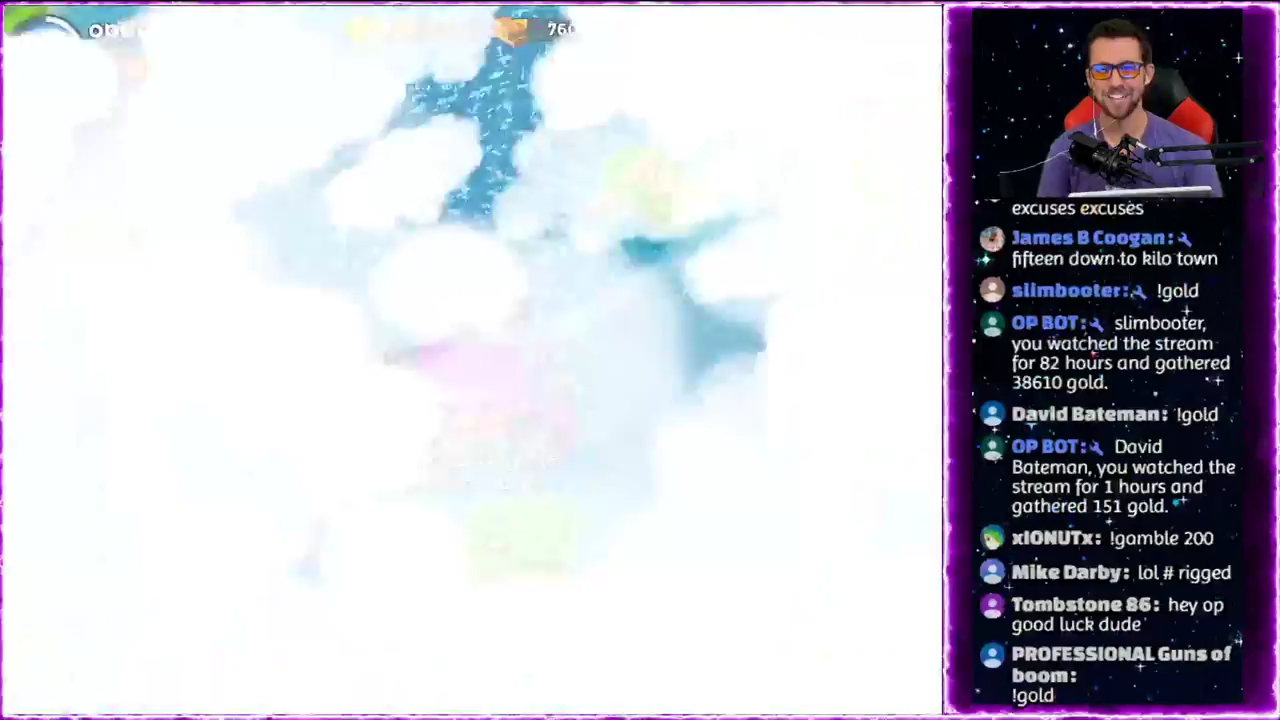 760
excuses excuses
James B Coogan:
fifteen down to kilo town
slimbooter: !gold
OP BOT: slimbooter,
you watched the stream
for 82 hours and gathered
38610 gold.
David Bateman: !gold
OP BOT: David
Bateman, you watched the
stream for 1 hours and
gathered 151 gold.
xIONUTx: !gamble 200
Mike Darby: lol # rigged
Tombstone 86: hey op
good luck dude
PROFESSIONAL Guns of
boom:
!gold